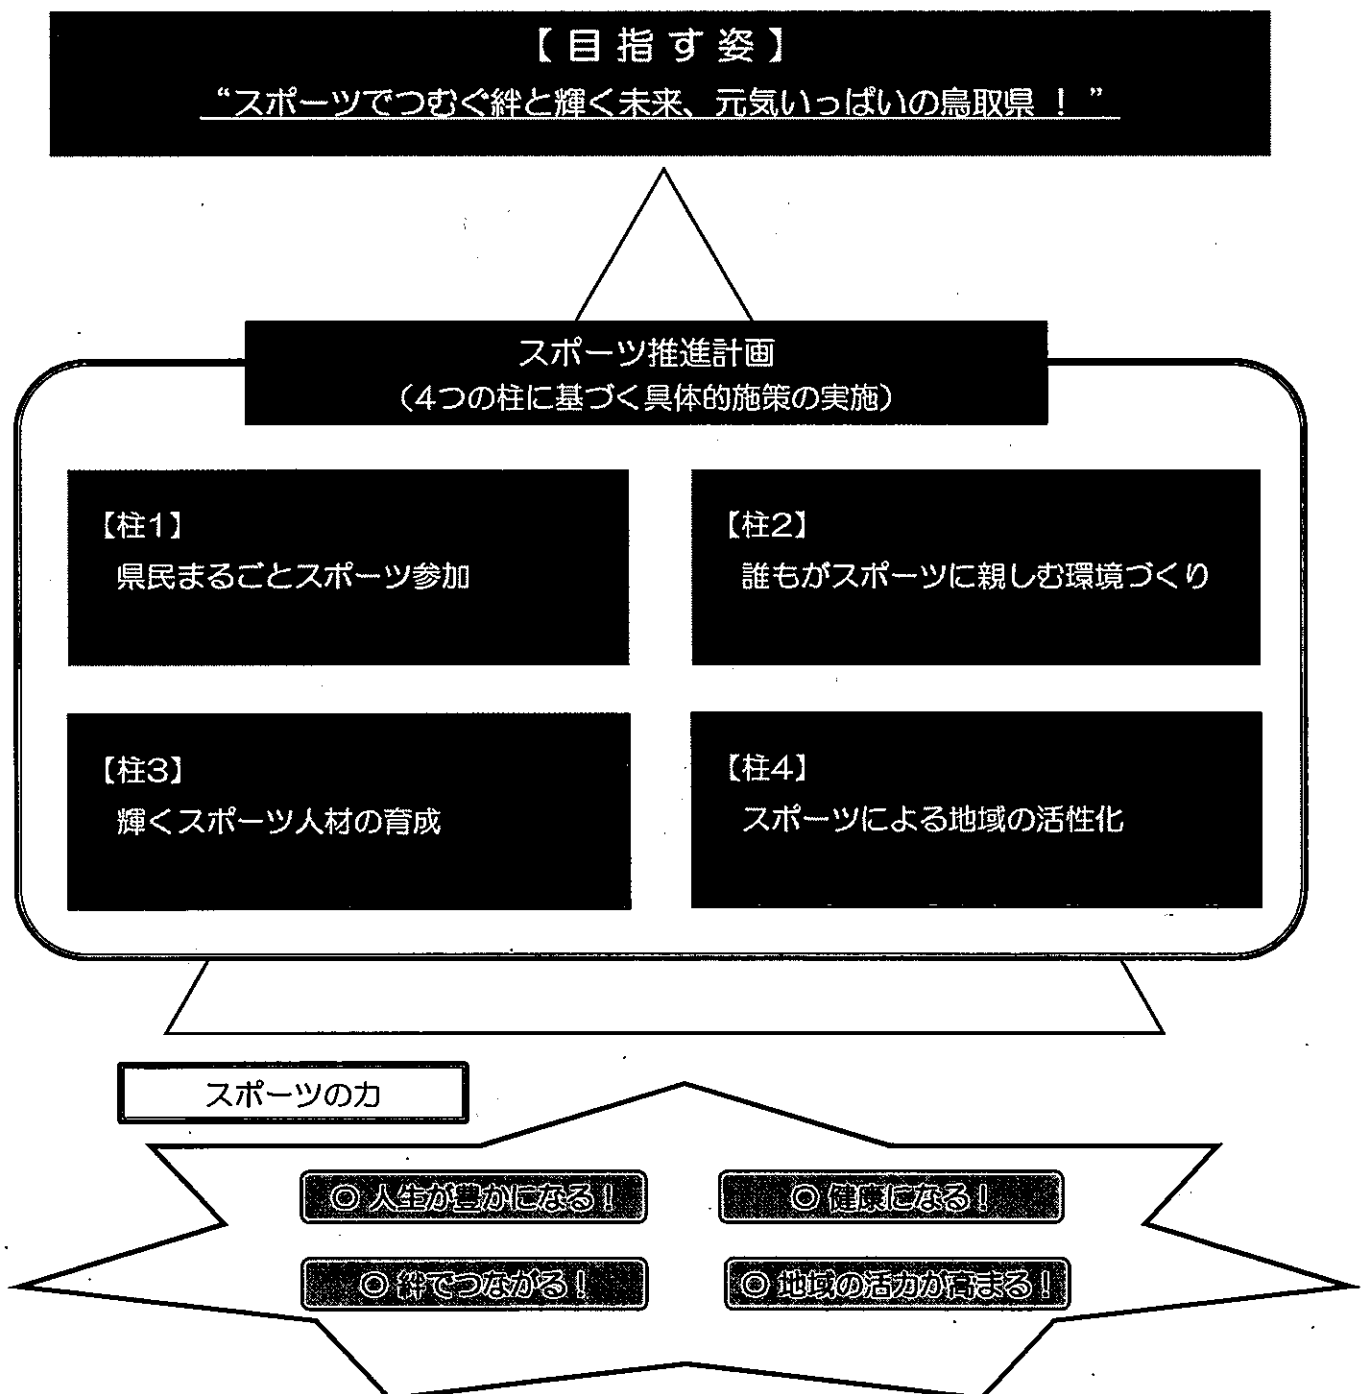 【目指す姿】
“スポーツでつむぐ絆と輝く未来、元気いっぱいの鳥取県！”
スポーツ推進計画
（4つの柱に基づく具体的施策の実施）
【柱1】
県民まるごとスポーツ参加
【柱2】
誰もがスポーツに親しむ環境づくり
【柱3】
輝くスポーツ人材の育成
【柱4】
スポーツによる地域の活性化
スポーツの力
◎ 人生が豊かになる！
◎ 健康になる！
◎ 絆でつながる！
◎ 地域の活力が高まる！